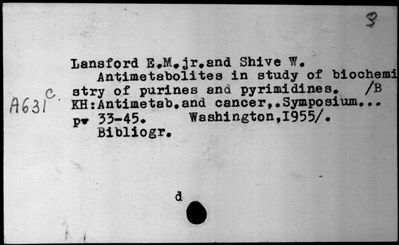 3
Lansford E.M.jr.and Shive W.
Antimetabolites in study of biochemi
stry of purines and pyrimidines. /B
A631 c
KH:Antimetab.and cancer,.Symposium...
p 33-45. Washington,I955/.
Bibliogr.
d